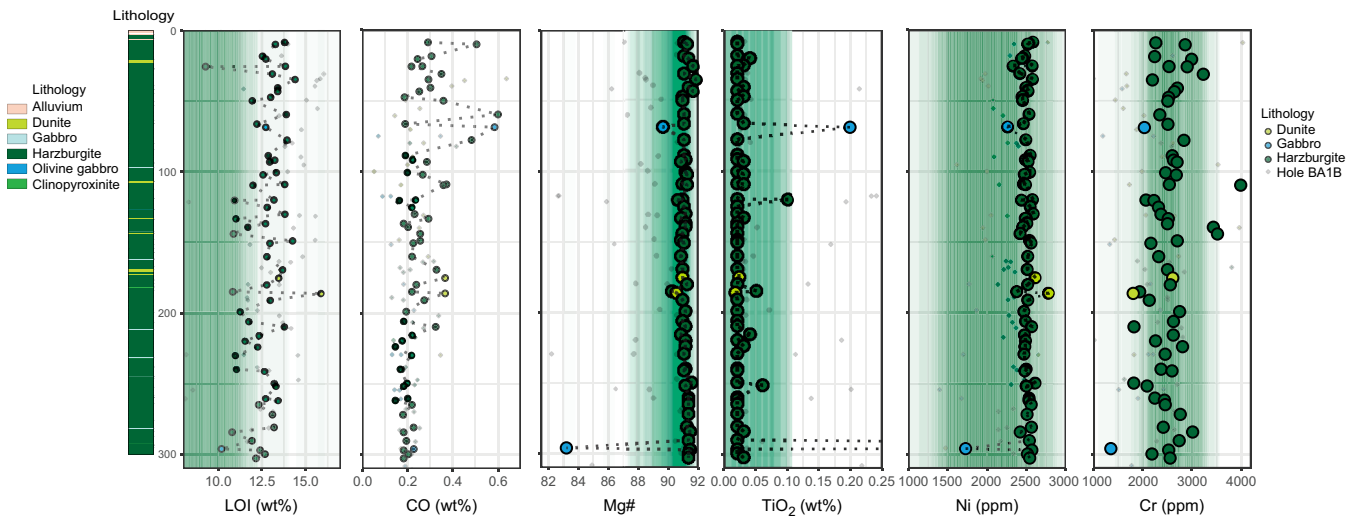 Lithology
Lithology
Alluvium
Dunite
Gabbro
Harzburgite
Olivine gabbro
Clinopyroxinite
0
100
200
300
10.0 12.5 15.0
LOI (wt%)
0.0 0.2 0.4 0.6
CO (wt%)
82 84 86 88 90 92
Mg#
0.00 0.05 0.10 0.15 0.20 0.25
TiO2 (wt%)
1000 1500 2000 2500 3000
Ni (ppm)
1000 2000 3000 4000
Cr (ppm)
Lithology
Dunite
Gabbro
Harzburgite
Hole BA1B